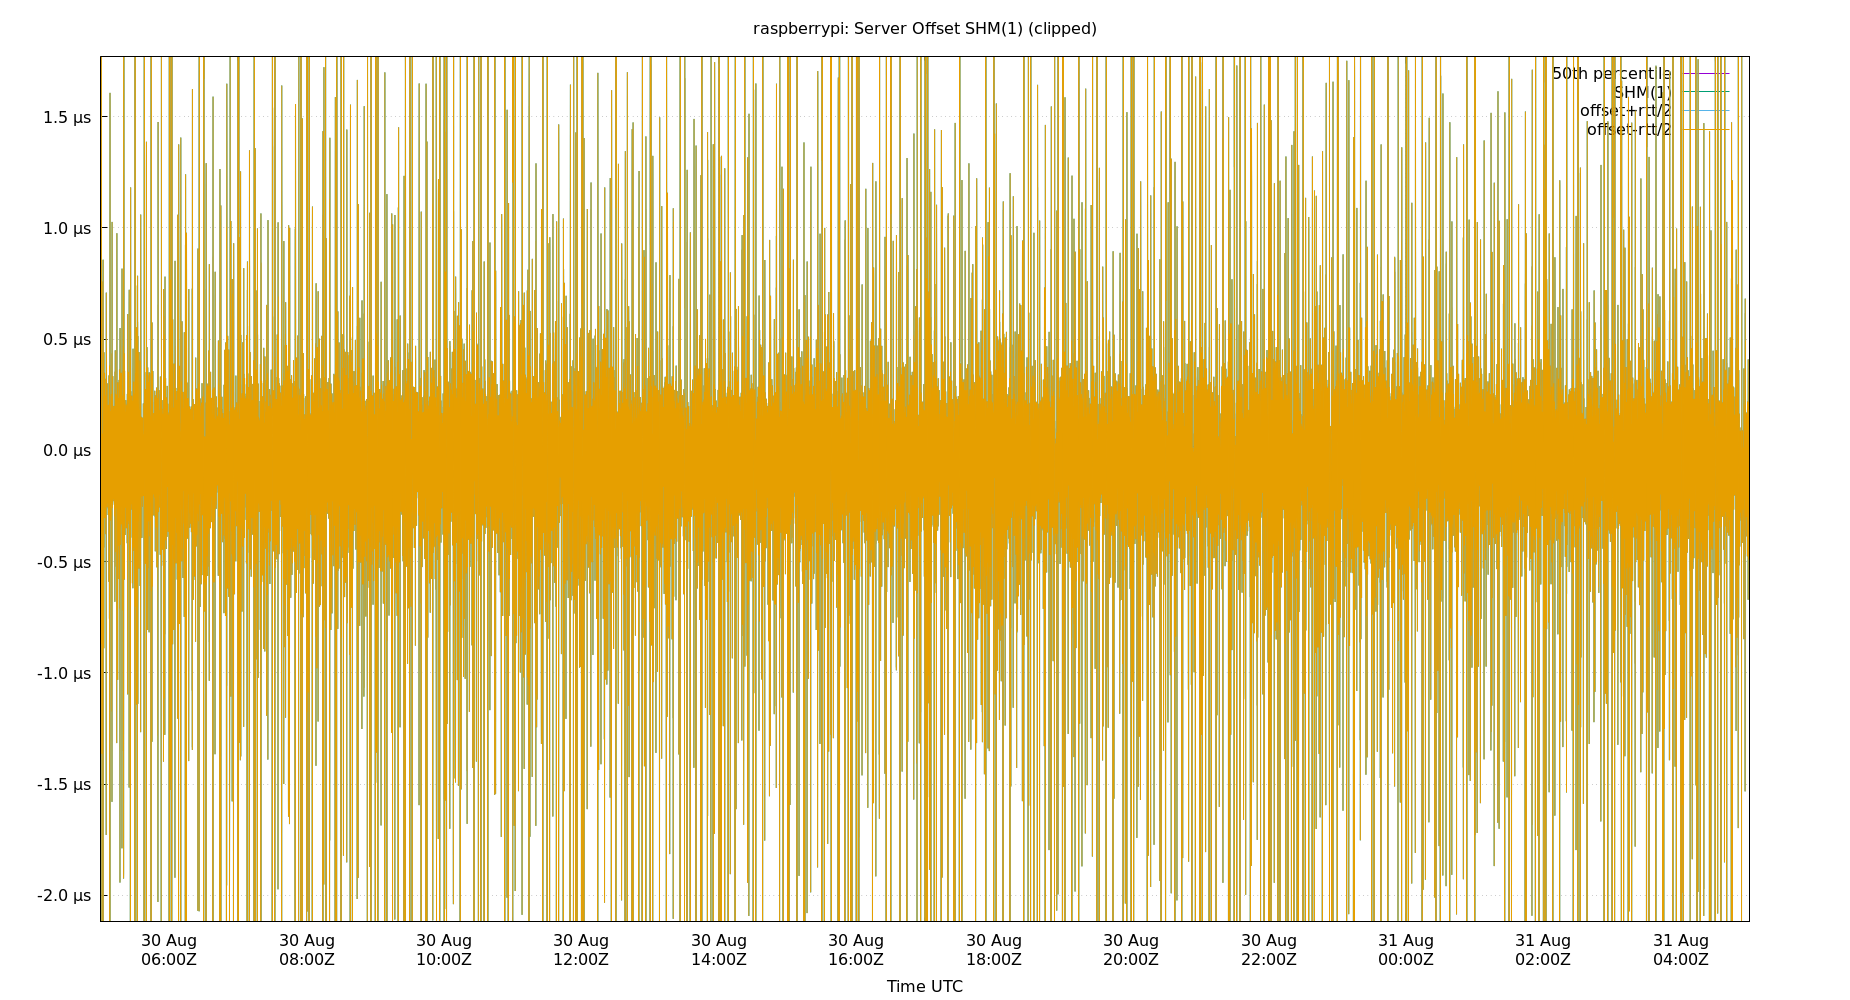 raspberrypi: Server Offset SHM(1) (clipped)
50th percentile
SHM(1)
offset+rtt/2
offset-rtt/2
1.5 µs
1.0 µs
0.5 µs
0.0 µs
-0.5 µs
-1.0 µs
-1.5 µs
-2.0 µs
30 Aug 30 Aug 30 Aug 30 Aug 30 Aug 30 Aug 30 Aug 30 Aug 30 Aug 31 Aug 31 Aug 31 Aug
06:00Z 08:00Z 10:00Z 12:00Z 14:00Z 16:00Z 18:00Z 20:00Z 22:00Z 00:00Z 02:00Z 04:00Z
Time UTC